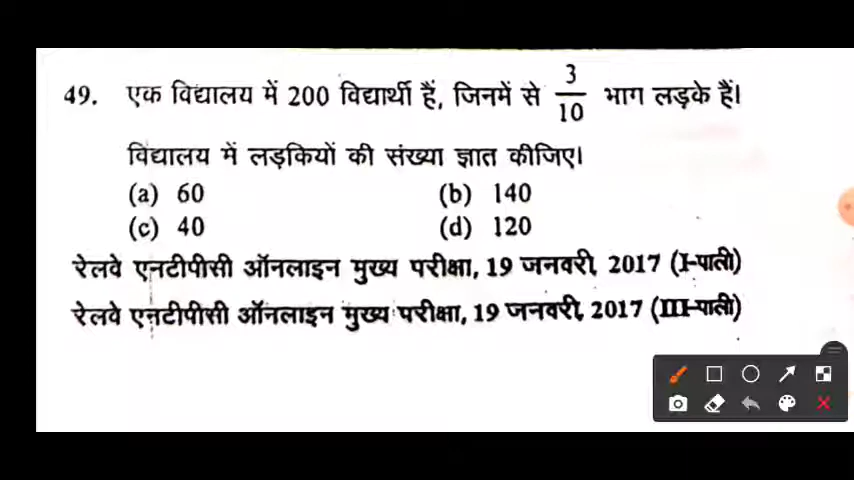 49. एक विद्यालय में 200 विद्यार्थी हैं, जिनमें से 3/10 भाग लड़के हैं।
विद्यालय में लड़कियों की संख्या ज्ञात कीजिए।
(a) 60 (b) 140
(c) 40 (d) 120
रेलवे एनटीपीसी ऑनलाइन मुख्य परीक्षा, 19 जनवरी, 2017 (I-पाली)
रेलवे एनटीपीसी ऑनलाइन मुख्य परीक्षा, 19 जनवरी, 2017 (III-पाली)